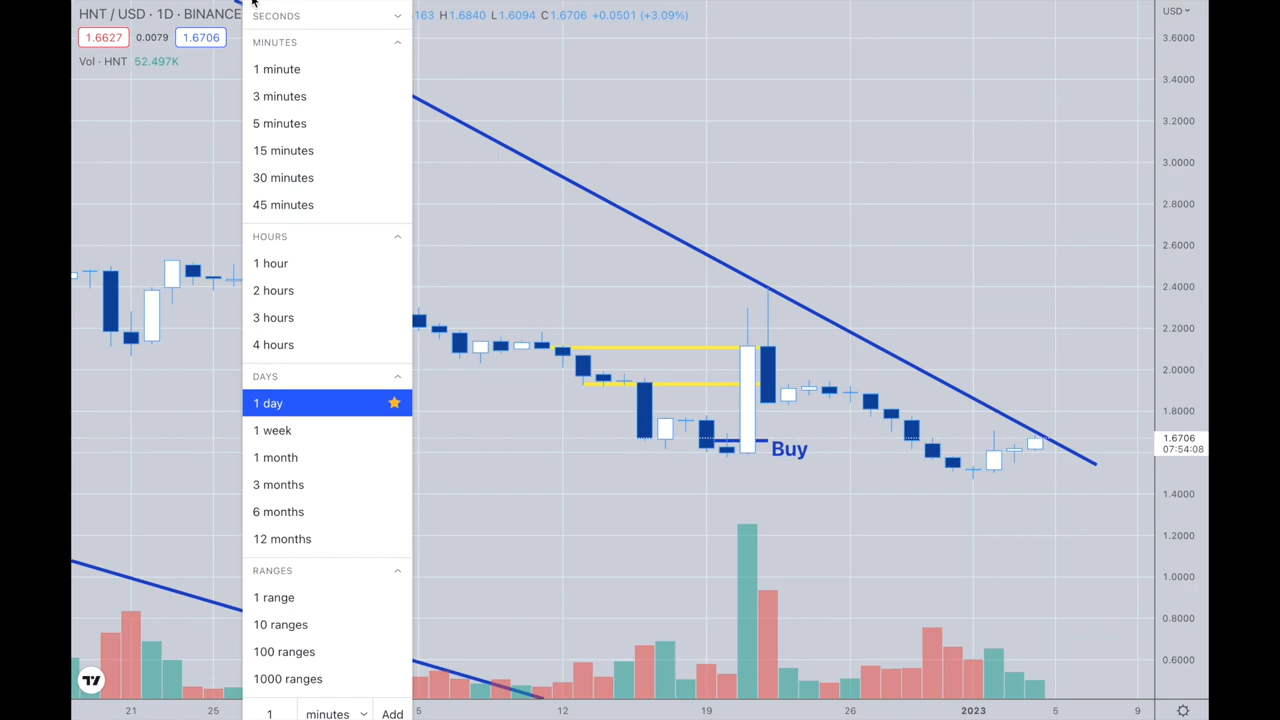 HNT / USD · 1D · BINANCE
163 H1.6840 L1.6094 C1.6706 +0.0501 (+3.09%)
1.6627 0.0079 1.6706
Vol · HNT 52.497K
SECONDS
MINUTES
1 minute
3 minutes
5 minutes
15 minutes
30 minutes
45 minutes
HOURS
1 hour
2 hours
3 hours
4 hours
DAYS
1 day
1 week
1 month
3 months
6 months
12 months
RANGES
1 range
10 ranges
100 ranges
1000 ranges
1 minutes Add
Buy
USD
3.6000
3.4000
3.2000
3.0000
2.8000
2.6000
2.4000
2.2000
2.0000
1.8000
1.6706
07:54:08
1.4000
1.2000
1.0000
0.8000
0.6000
21 25 5 12 19 26 2023 5 9